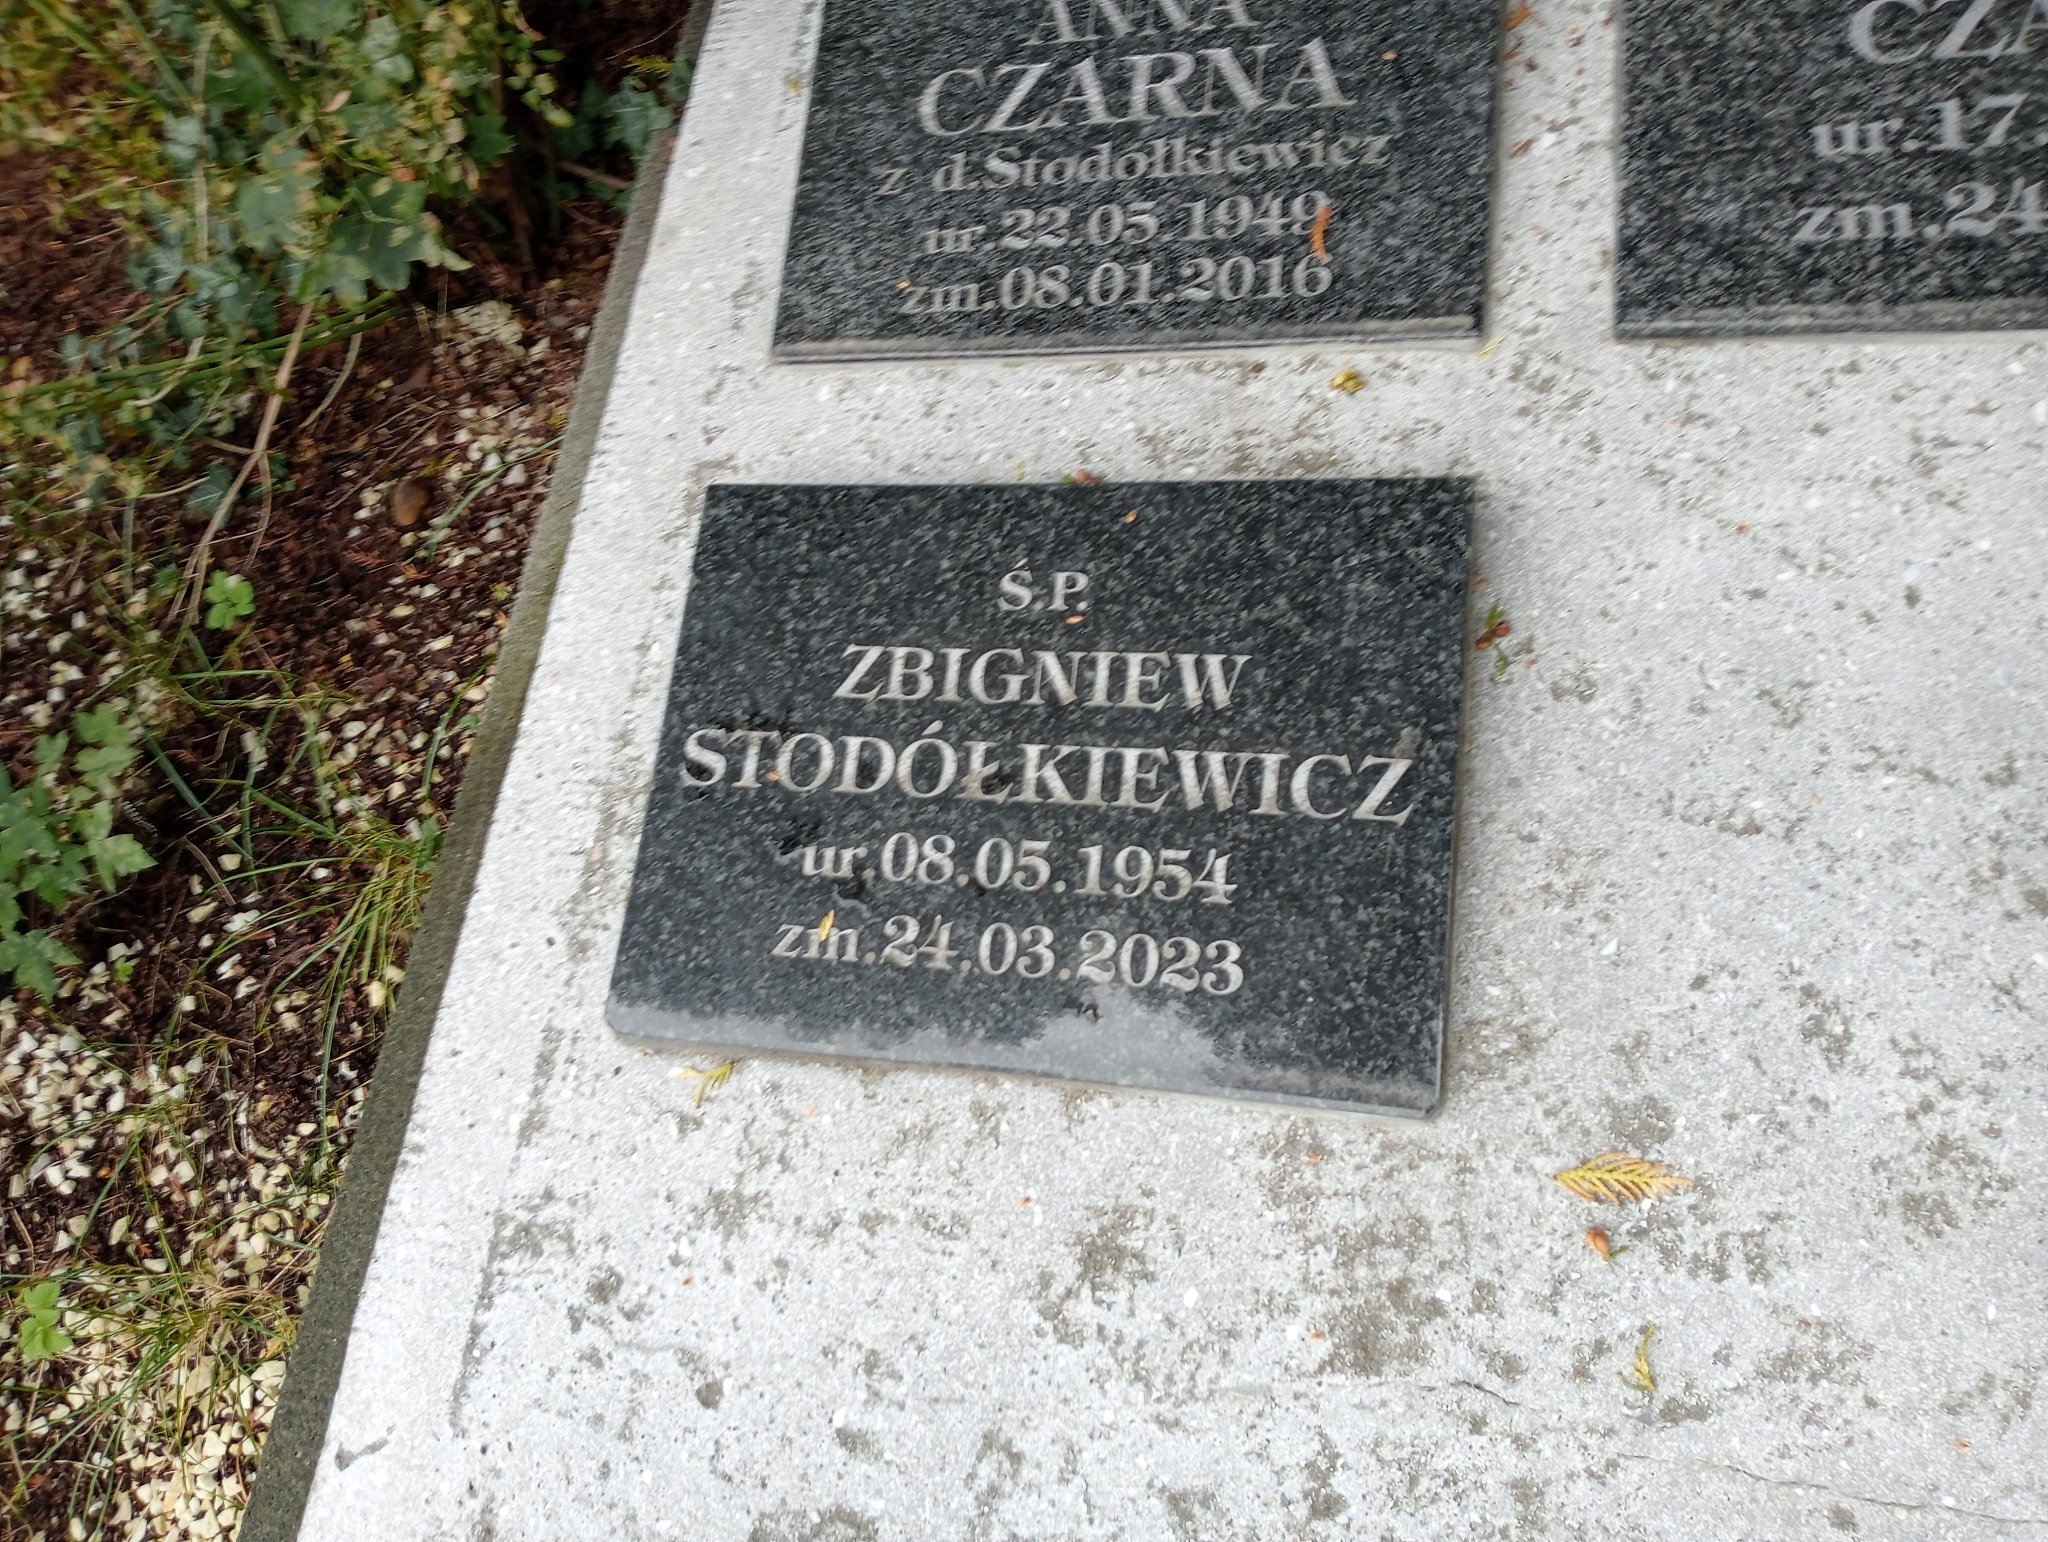 ANNA
CZARNA
z d.Stodołkiewicz
ur.22.05.1949
zm.08.01.2016
ur.17.
zm.24
Ś.P.
ZBIGNIEW
STODÓŁKIEWICZ
ur.08.05.1954
zm.24.03.2023